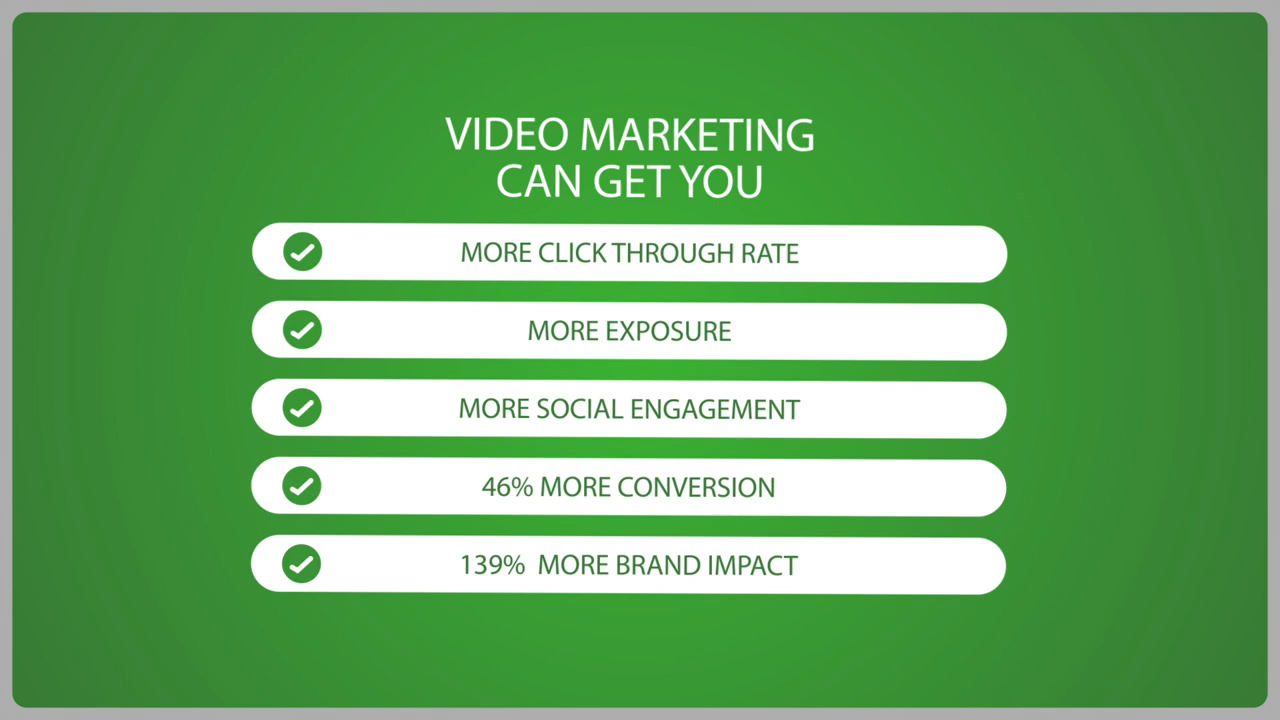 VIDEO MARKETING
CAN GET YOU
MORE CLICK THROUGH RATE
MORE EXPOSURE
MORE SOCIAL ENGAGEMENT
46% MORE CONVERSION
139% MORE BRAND IMPACT